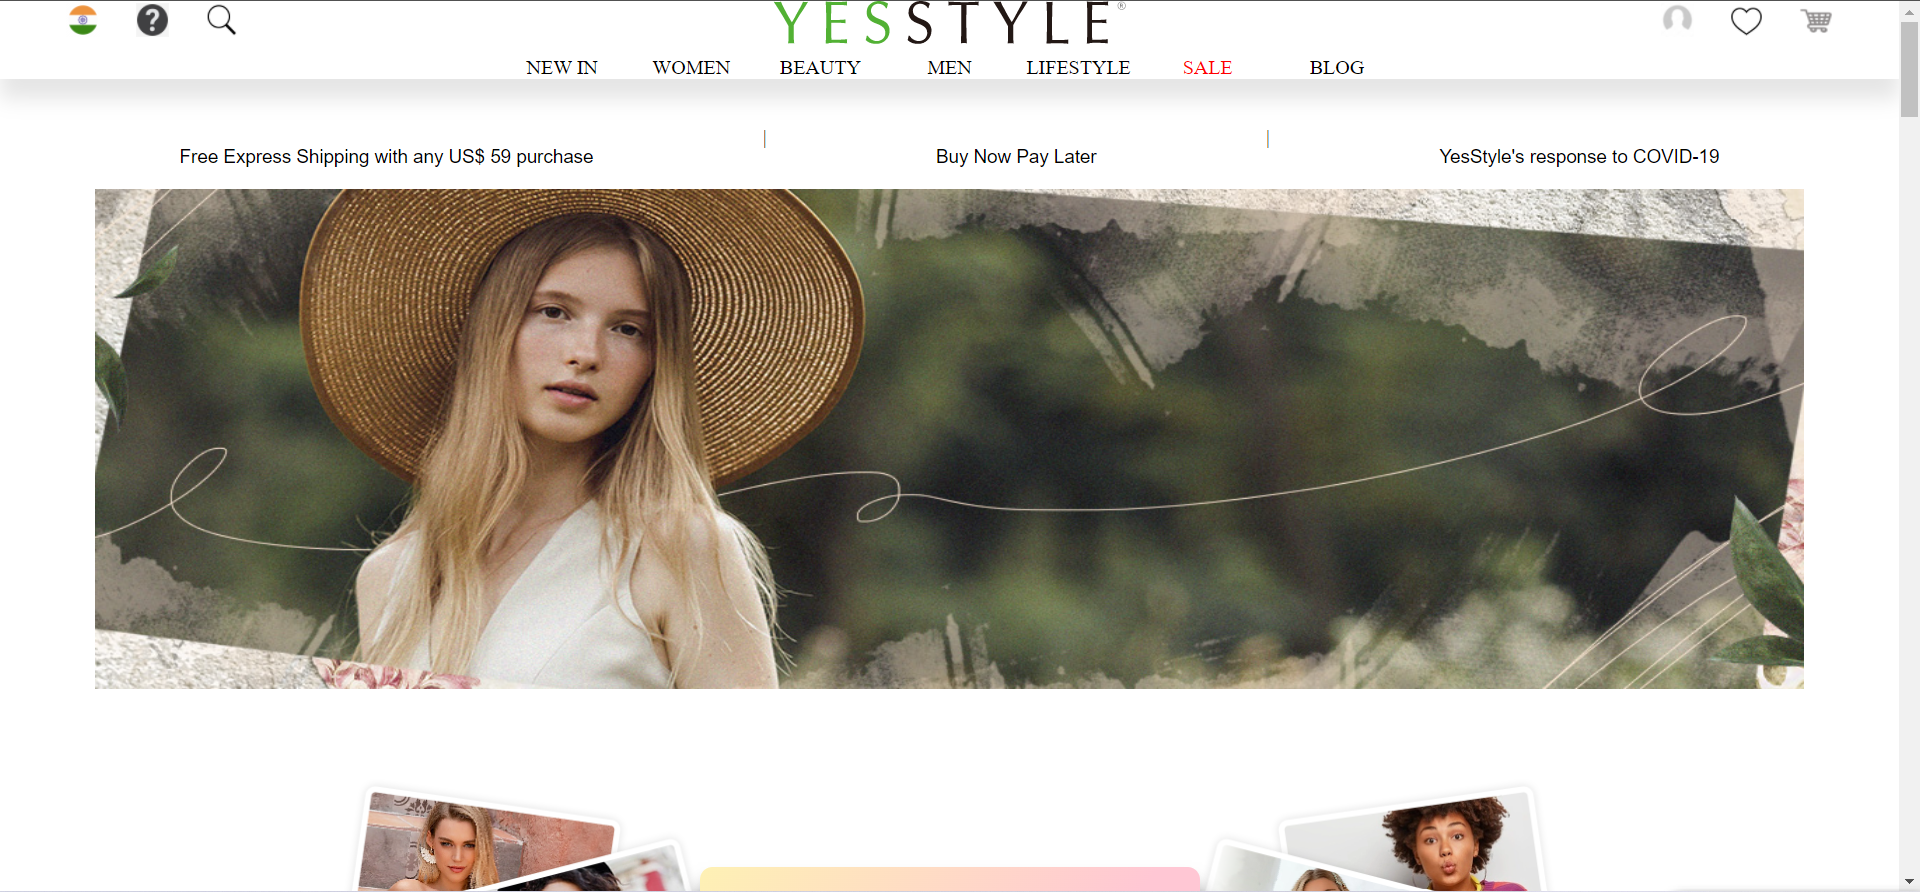 YESSTYLE®
NEW IN WOMEN BEAUTY MEN LIFESTYLE SALE BLOG
Free Express Shipping with any US$ 59 purchase
Buy Now Pay Later
YesStyle's response to COVID-19